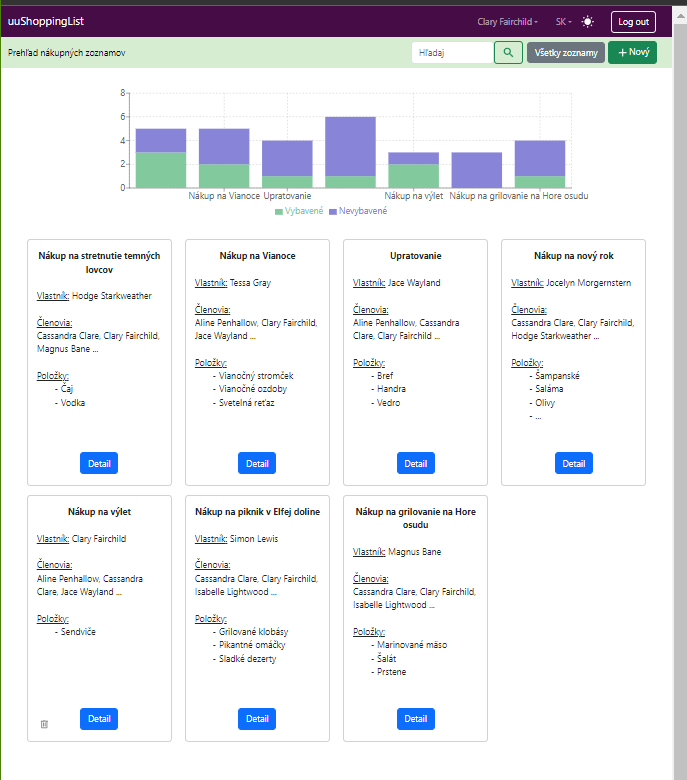 uuShoppingList
Clary Fairchild
SK
Log out
Prehľad nákupných zoznamov
Hľadaj
Všetky zoznamy
+ Nový
8
6
4
2
0
Nákup na Vianoce
Upratovanie
Nákup na výlet
Nákup na grilovanie na Hore osudu
Vybavené
Nevybavené
Nákup na stretnutie temných
lovcov
Vlastník: Hodge Starkweather
Členovia:
Cassandra Clare, Clary Fairchild,
Magnus Bane ...
Položky:
- Čaj
- Vodka
Detail
Nákup na Vianoce
Vlastník: Tessa Gray
Členovia:
Aline Penhallow, Clary Fairchild,
Jace Wayland ...
Položky:
- Vianočný stromček
- Vianočné ozdoby
- Svetelná reťaz
Detail
Upratovanie
Vlastník: Jace Wayland
Členovia:
Aline Penhallow, Cassandra
Clare, Clary Fairchild ...
Položky:
- Bref
- Handra
- Vedro
Detail
Nákup na nový rok
Vlastník: Jocelyn Morgernstern
Členovia:
Cassandra Clare, Clary Fairchild,
Hodge Starkweather ...
Položky:
- Šampanské
- Saláma
- Olivy
- ...
Detail
Nákup na výlet
Vlastník: Clary Fairchild
Členovia:
Aline Penhallow, Cassandra
Clare, Jace Wayland ...
Položky:
- Sendviče
Detail
Nákup na piknik v Elfej doline
Vlastník: Simon Lewis
Členovia:
Cassandra Clare, Clary Fairchild,
Isabelle Lightwood ...
Položky:
- Grilované klobásy
- Pikantné omáčky
- Sladké dezerty
Detail
Nákup na grilovanie na Hore
osudu
Vlastník: Magnus Bane
Členovia:
Cassandra Clare, Clary Fairchild,
Isabelle Lightwood ...
Položky:
- Marinované mäso
- Šalát
- Prstene
Detail